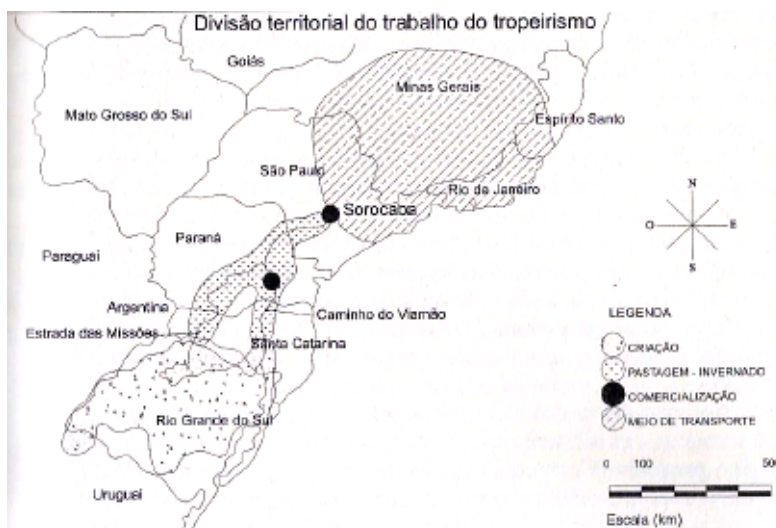 Divisão territorial do trabalho do tropeirismo
Goiás
Minas Gerais
Mato Grosso do Sul
Espírito Santo
São Paulo
Rio de Janeiro
Sorocaba
N
O
E
S
Paraná
Paraguai
Argentina
Caminho do Viamão
Estrada das Missões
Santa Catarina
LEGENDA
CRIAÇÃO
PASTAGEM - INVERNADO
COMERCIALIZAÇÃO
MEIO DE TRANSPORTE
Rio Grande do Sul
Uruguai
0 100 500
Escala (km)